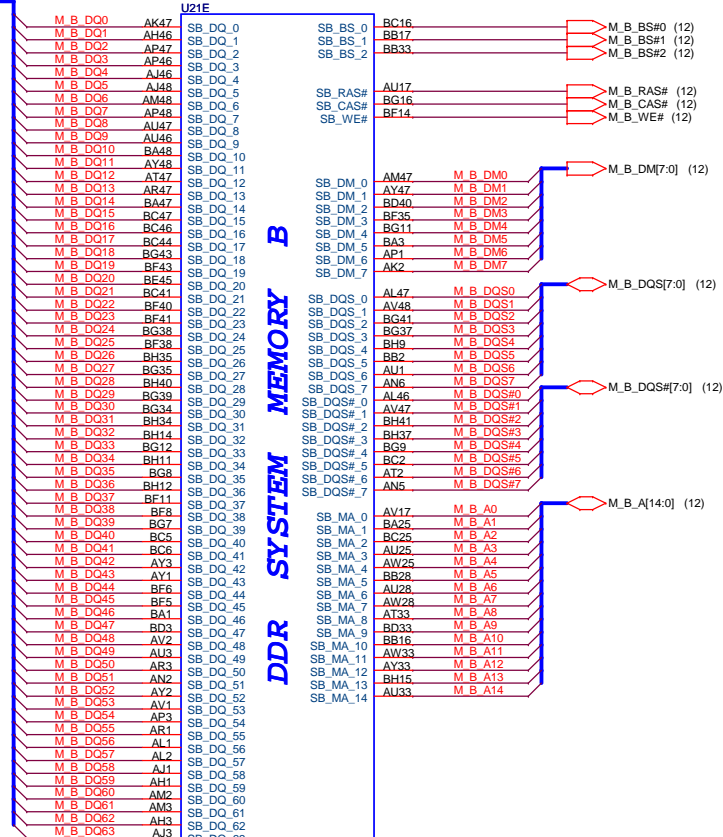 U21E
M_B_DQ0 AK47 SB_DQ_0
M_B_DQ1 AH46 SB_DQ_1
M_B_DQ2 AP47 SB_DQ_2
M_B_DQ3 AP46 SB_DQ_3
M_B_DQ4 AJ46 SB_DQ_4
M_B_DQ5 AJ48 SB_DQ_5
M_B_DQ6 AM48 SB_DQ_6
M_B_DQ7 AP48 SB_DQ_7
M_B_DQ8 AU47 SB_DQ_8
M_B_DQ9 AU46 SB_DQ_9
M_B_DQ10 BA48 SB_DQ_10
M_B_DQ11 AY48 SB_DQ_11
M_B_DQ12 AT47 SB_DQ_12
M_B_DQ13 AR47 SB_DQ_13
M_B_DQ14 BA47 SB_DQ_14
M_B_DQ15 BC47 SB_DQ_15
M_B_DQ16 BC46 SB_DQ_16
M_B_DQ17 BC44 SB_DQ_17
M_B_DQ18 BG43 SB_DQ_18
M_B_DQ19 BF43 SB_DQ_19
M_B_DQ20 BE45 SB_DQ_20
M_B_DQ21 BC41 SB_DQ_21
M_B_DQ22 BF40 SB_DQ_22
M_B_DQ23 BF41 SB_DQ_23
M_B_DQ24 BG38 SB_DQ_24
M_B_DQ25 BF38 SB_DQ_25
M_B_DQ26 BH35 SB_DQ_26
M_B_DQ27 BG35 SB_DQ_27
M_B_DQ28 BH40 SB_DQ_28
M_B_DQ29 BG39 SB_DQ_29
M_B_DQ30 BG34 SB_DQ_30
M_B_DQ31 BH34 SB_DQ_31
M_B_DQ32 BH14 SB_DQ_32
M_B_DQ33 BG12 SB_DQ_33
M_B_DQ34 BH11 SB_DQ_34
M_B_DQ35 BG8 SB_DQ_35
M_B_DQ36 BH12 SB_DQ_36
M_B_DQ37 BF11 SB_DQ_37
M_B_DQ38 BF8 SB_DQ_38
M_B_DQ39 BG7 SB_DQ_39
M_B_DQ40 BC5 SB_DQ_40
M_B_DQ41 BC6 SB_DQ_41
M_B_DQ42 AY3 SB_DQ_42
M_B_DQ43 AY1 SB_DQ_43
M_B_DQ44 BF6 SB_DQ_44
M_B_DQ45 BF5 SB_DQ_45
M_B_DQ46 BA1 SB_DQ_46
M_B_DQ47 BD3 SB_DQ_47
M_B_DQ48 AV2 SB_DQ_48
M_B_DQ49 AU3 SB_DQ_49
M_B_DQ50 AR3 SB_DQ_50
M_B_DQ51 AN2 SB_DQ_51
M_B_DQ52 AY2 SB_DQ_52
M_B_DQ53 AV1 SB_DQ_53
M_B_DQ54 AP3 SB_DQ_54
M_B_DQ55 AR1 SB_DQ_55
M_B_DQ56 AL1 SB_DQ_56
M_B_DQ57 AL2 SB_DQ_57
M_B_DQ58 AJ1 SB_DQ_58
M_B_DQ59 AH1 SB_DQ_59
M_B_DQ60 AM2 SB_DQ_60
M_B_DQ61 AM3 SB_DQ_61
M_B_DQ62 AH3 SB_DQ_62
M_B_DQ63 AJ3
DDR SYSTEM MEMORY B
SB_BS_0 BC16 M_B_BS#0 (12)
SB_BS_1 BB17 M_B_BS#1 (12)
SB_BS_2 BB33 M_B_BS#2 (12)
SB_RAS# AU17 M_B_RAS# (12)
SB_CAS# BG16 M_B_CAS# (12)
SB_WE# BF14 M_B_WE# (12)
M_B_DM[7:0] (12)
SB_DM_0 AM47 M_B_DM0
SB_DM_1 AY47 M_B_DM1
SB_DM_2 BD40 M_B_DM2
SB_DM_3 BF35 M_B_DM3
SB_DM_4 BG11 M_B_DM4
SB_DM_5 BA3 M_B_DM5
SB_DM_6 AP1 M_B_DM6
SB_DM_7 AK2 M_B_DM7
M_B_DQS[7:0] (12)
SB_DQS_0 AL47 M_B_DQS0
SB_DQS_1 AV48 M_B_DQS1
SB_DQS_2 BG41 M_B_DQS2
SB_DQS_3 BG37 M_B_DQS3
SB_DQS_4 BH9 M_B_DQS4
SB_DQS_5 BB2 M_B_DQS5
SB_DQS_6 AU1 M_B_DQS6
SB_DQS_7 AN6 M_B_DQS7
M_B_DQS#[7:0] (12)
SB_DQS#_0 AL46 M_B_DQS#0
SB_DQS#_1 AV47 M_B_DQS#1
SB_DQS#_2 BH41 M_B_DQS#2
SB_DQS#_3 BH37 M_B_DQS#3
SB_DQS#_4 BG9 M_B_DQS#4
SB_DQS#_5 BC2 M_B_DQS#5
SB_DQS#_6 AT2 M_B_DQS#6
SB_DQS#_7 AN5 M_B_DQS#7
M_B_A[14:0] (12)
SB_MA_0 AV17 M_B_A0
SB_MA_1 BA25 M_B_A1
SB_MA_2 BC25 M_B_A2
SB_MA_3 AU25 M_B_A3
SB_MA_4 AW25 M_B_A4
SB_MA_5 BB28 M_B_A5
SB_MA_6 AU28 M_B_A6
SB_MA_7 AW28 M_B_A7
SB_MA_8 AT33 M_B_A8
SB_MA_9 BD33 M_B_A9
SB_MA_10 BB16 M_B_A10
SB_MA_11 AW33 M_B_A11
SB_MA_12 AY33 M_B_A12
SB_MA_13 BH15 M_B_A13
SB_MA_14 AU33 M_B_A14